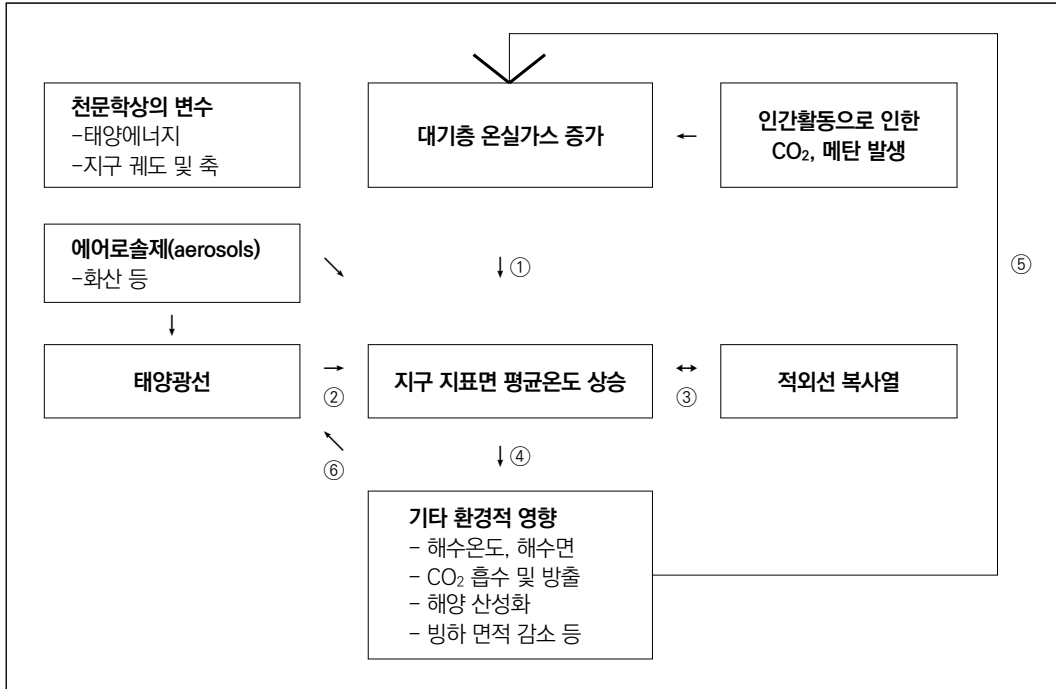 천문학상의 변수
-태양에너지
-지구 궤도 및 축
대기층 온실가스 증가
인간활동으로 인한
CO₂, 메탄 발생
에어로솔제(aerosols)
-화산 등
①
⑤
태양광선
②
지구 지표면 평균온도 상승
③
적외선 복사열
⑥
④
기타 환경적 영향
- 해수온도, 해수면
- CO₂ 흡수 및 방출
- 해양 산성화
- 빙하 면적 감소 등